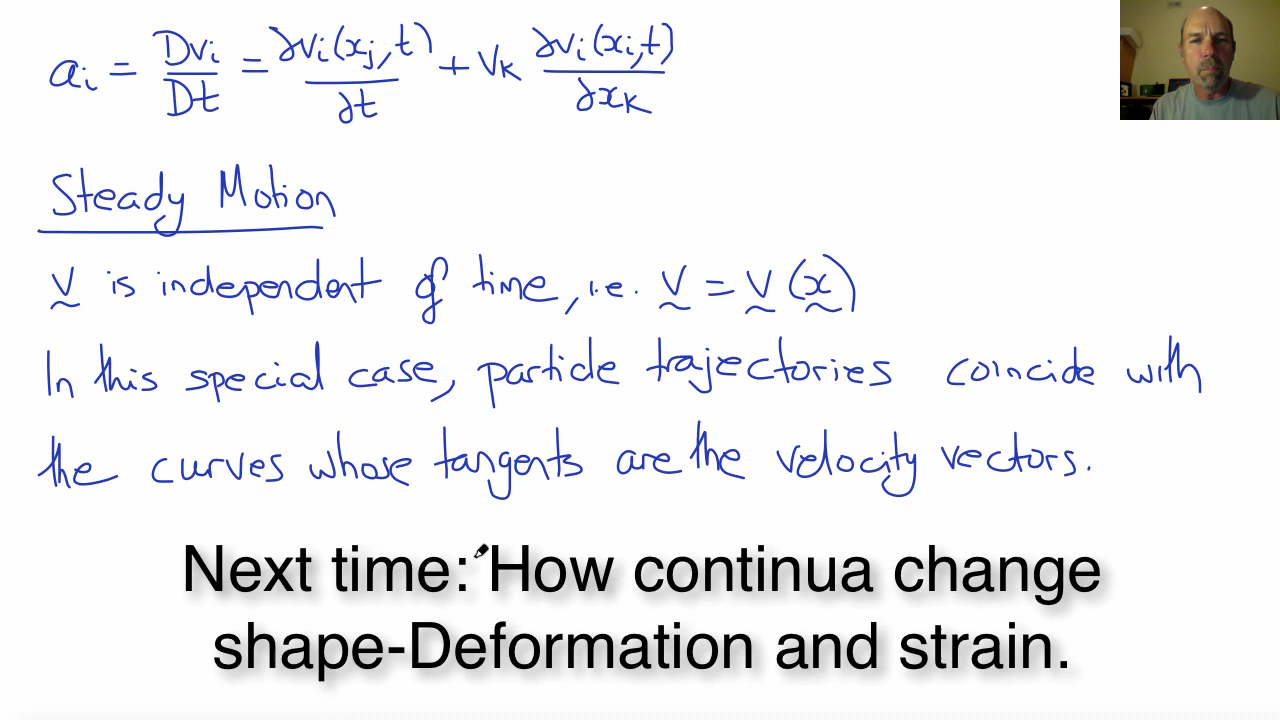 aᵢ = Dvᵢ/Dt = ∂vᵢ(xⱼ,t)/∂t + vₖ ∂vᵢ(xᵢ,t)/∂xₖ
Steady Motion
v is independent of time, i.e. v = v(x)
In this special case, particle trajectories coincide with
the curves whose tangents are the velocity vectors.
Next time: How continua change
shape-Deformation and strain.